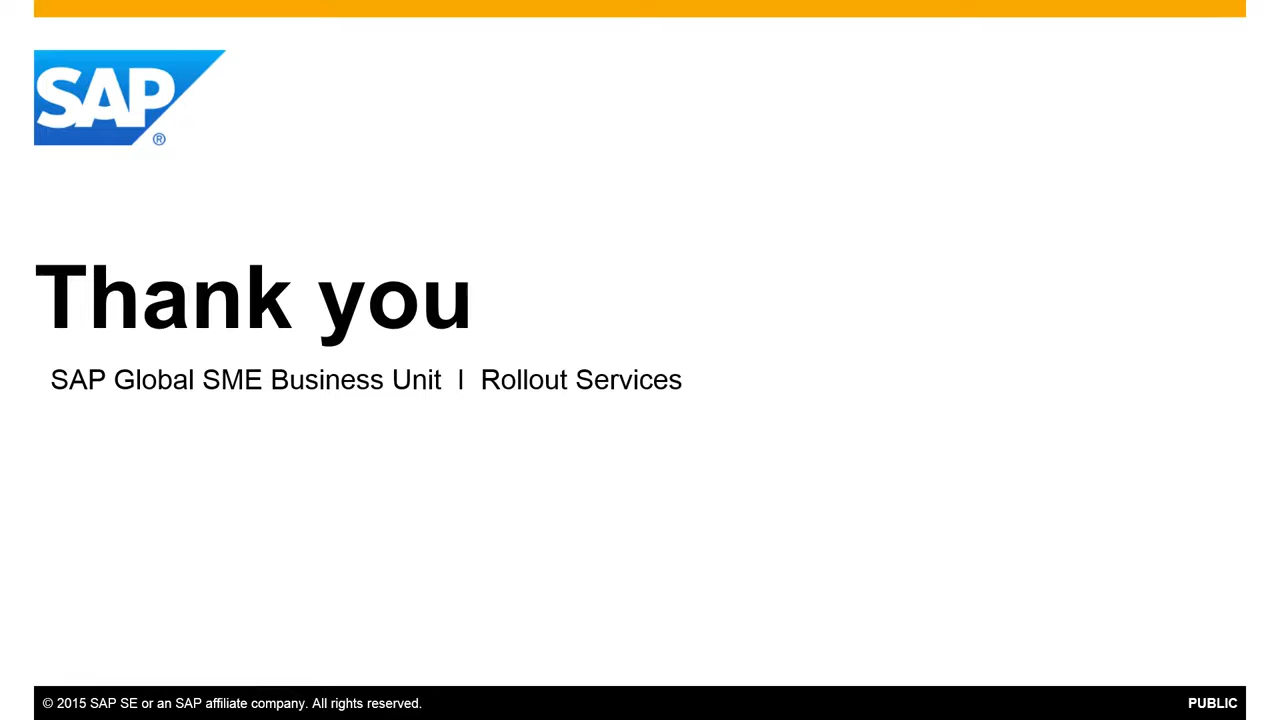 SAP ®
Thank you
SAP Global SME Business Unit I Rollout Services
© 2015 SAP SE or an SAP affiliate company. All rights reserved. PUBLIC